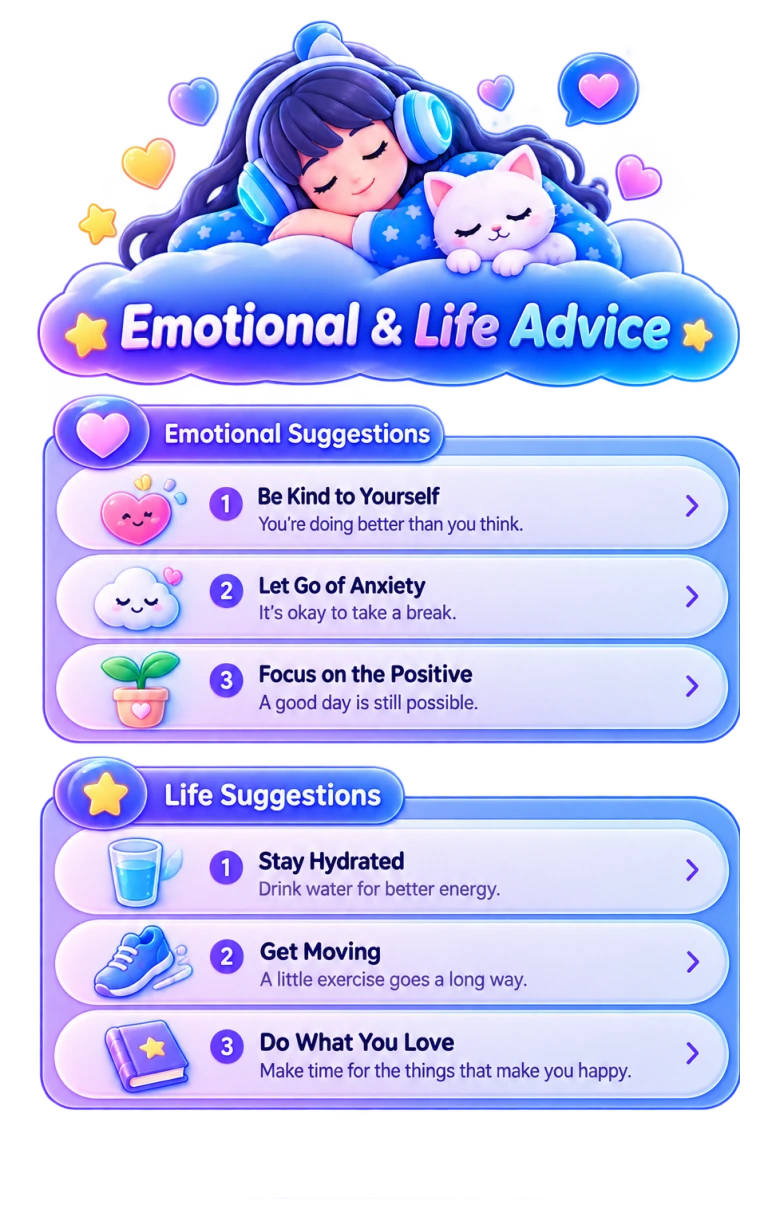 Emotional & Life Advice
Emotional Suggestions
1 Be Kind to Yourself
You're doing better than you think.
2 Let Go of Anxiety
It's okay to take a break.
3 Focus on the Positive
A good day is still possible.
Life Suggestions
1 Stay Hydrated
Drink water for better energy.
2 Get Moving
A little exercise goes a long way.
3 Do What You Love
Make time for the things that make you happy.